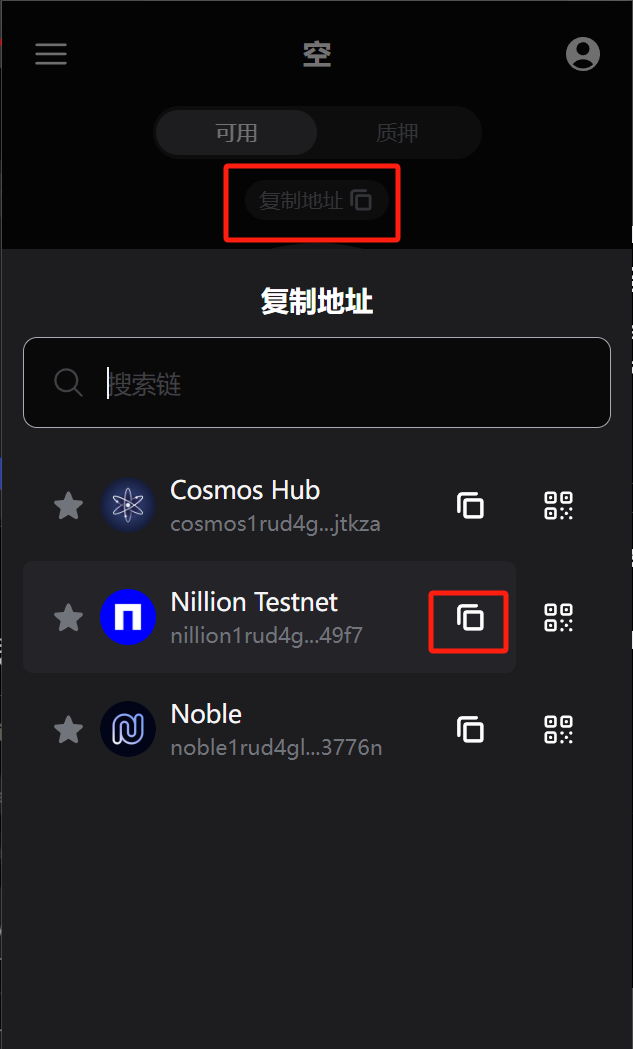 空
可用 质押
复制地址
复制地址
搜索链
Cosmos Hub
cosmos1rud4g...jtkza
Nillion Testnet
nillion1rud4g...49f7
Noble
noble1rud4gl...3776n